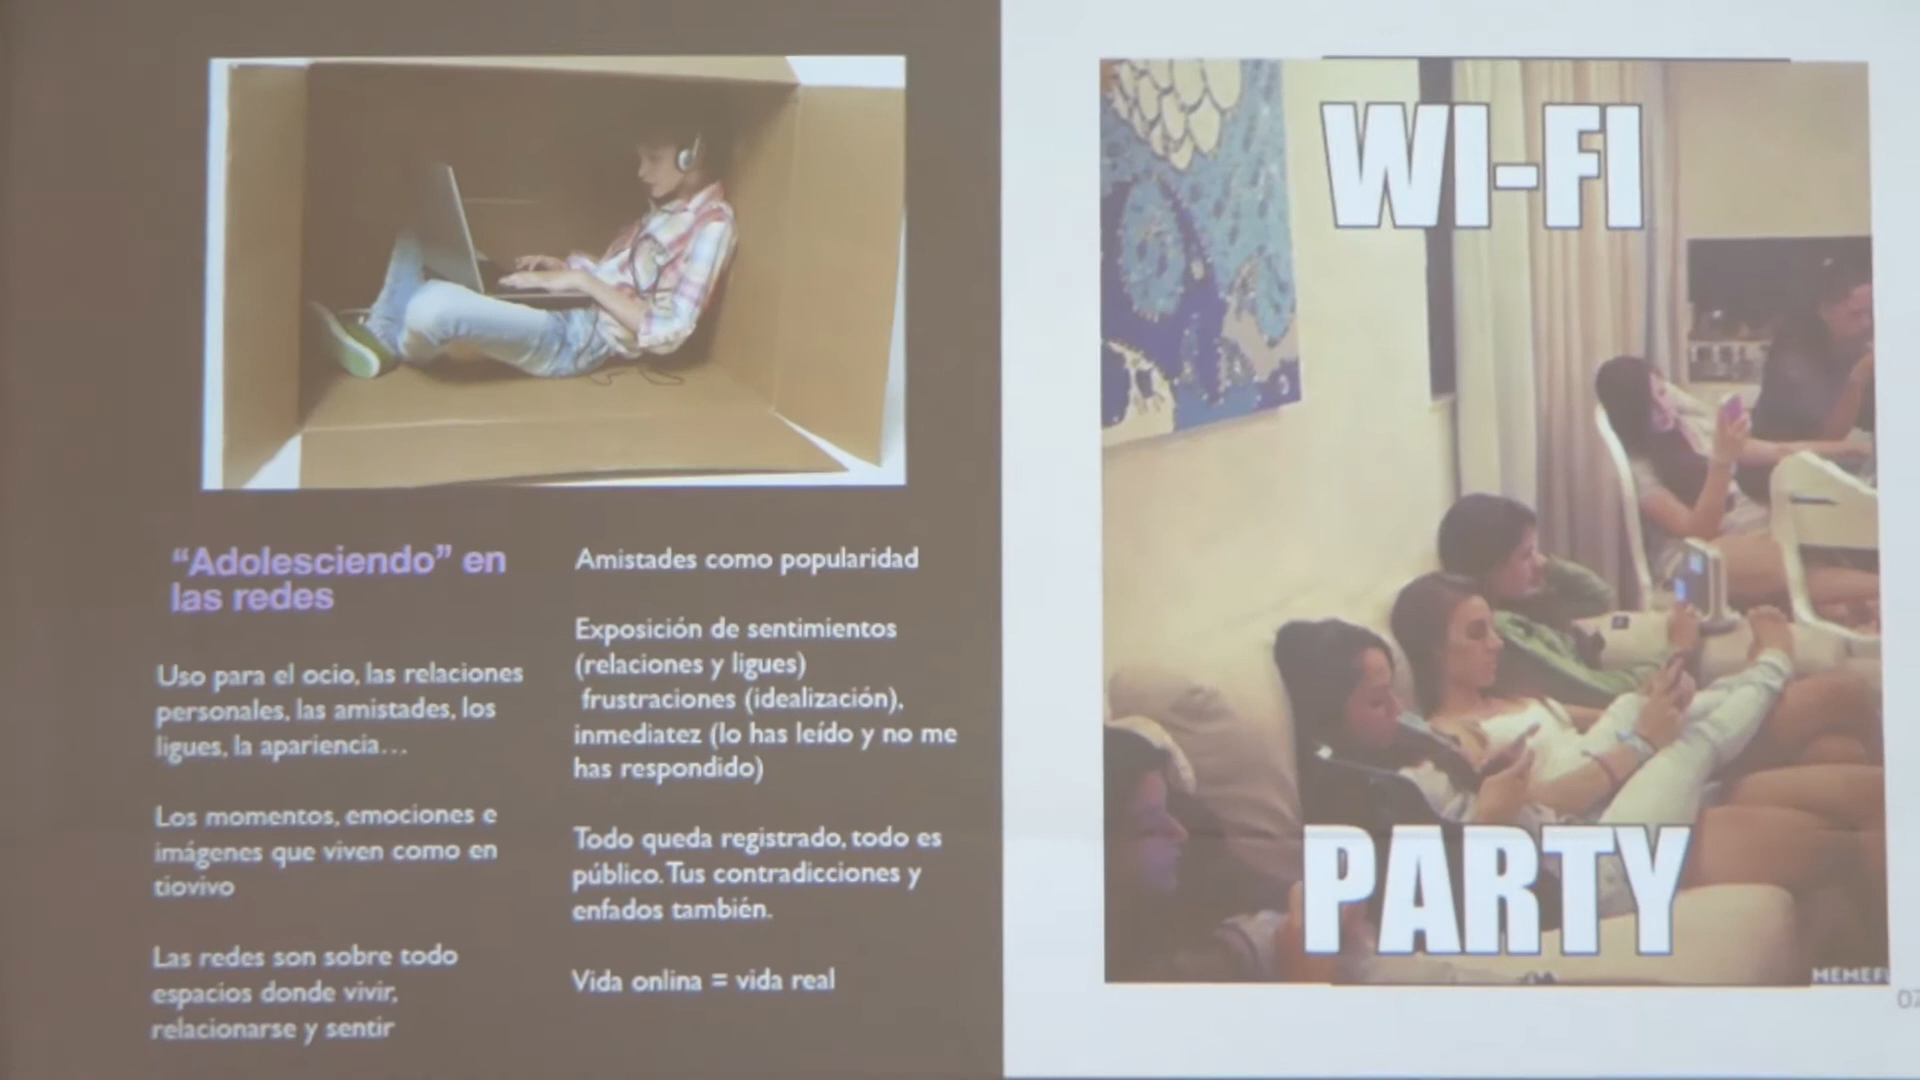 “Adolesciendo” en
las redes
Uso para el ocio, las relaciones
personales, las amistades, los
ligues, la apariencia...
Los momentos, emociones e
imágenes que viven como en
tiovivo
Las redes son sobre todo
espacios donde vivir,
relacionarse y sentir
Amistades como popularidad
Exposición de sentimientos
(relaciones y ligues)
frustraciones (idealización),
inmediatez (lo has leído y no me
has respondido)
Todo queda registrado, todo es
público. Tus contradicciones y
enfados también.
Vida onlina = vida real
WI-FI
PARTY